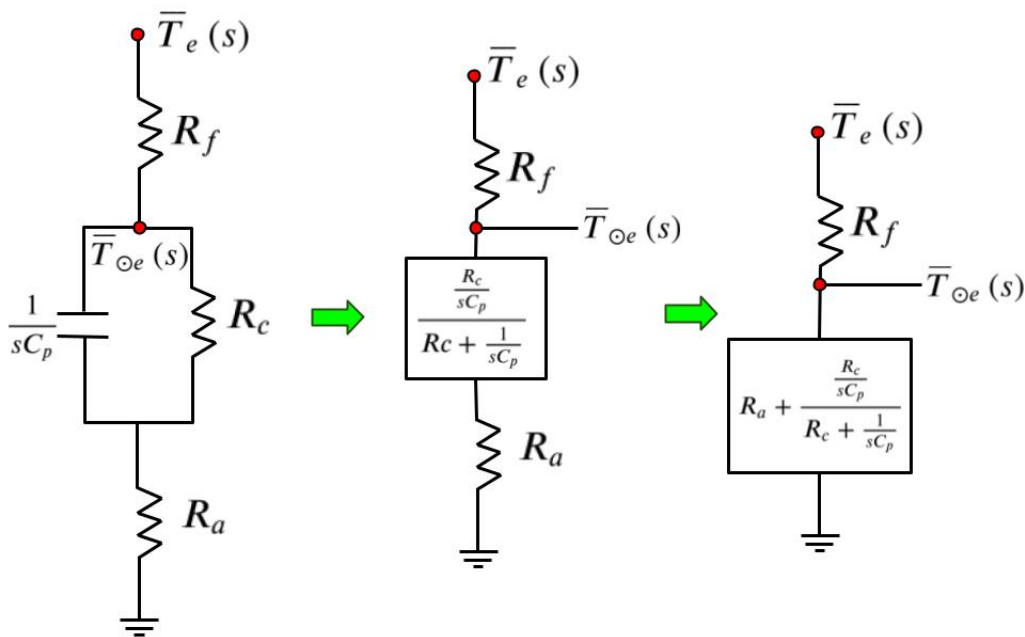 T̅e (s)
Rf
T̅⊙e (s)
1/sCp
Rc
Ra
T̅e (s)
Rf
T̅⊙e (s)
Rc/sCp
Rc + 1/sCp
Ra
T̅e (s)
Rf
T̅⊙e (s)
Ra + (Rc/sCp)/(Rc + 1/sCp)